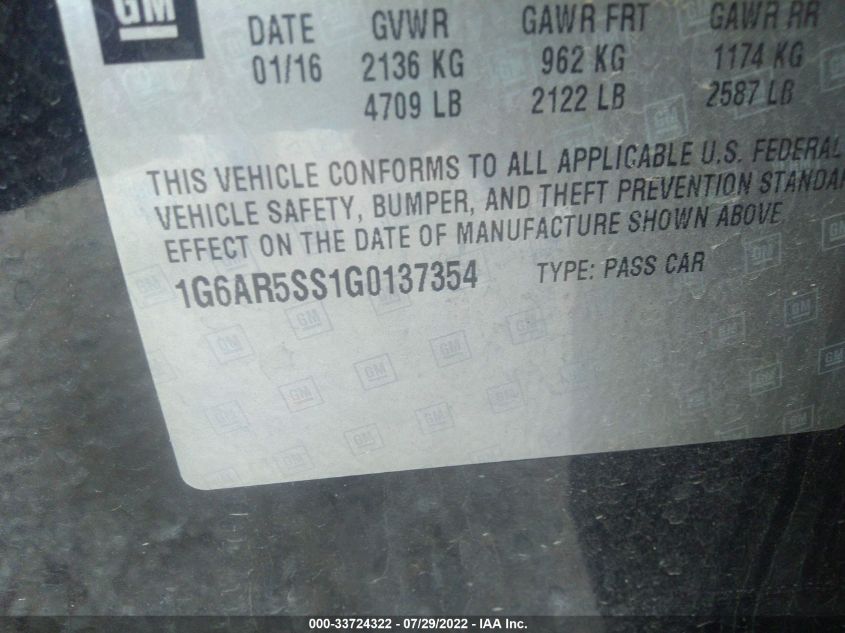 GM
DATE GVWR GAWR FRT GAWR RR
01/16 2136 KG 962 KG 1174 KG
4709 LB 2122 LB 2587 LB
THIS VEHICLE CONFORMS TO ALL APPLICABLE U.S. FEDERAL
VEHICLE SAFETY, BUMPER, AND THEFT PREVENTION STANDAR
EFFECT ON THE DATE OF MANUFACTURE SHOWN ABOVE
1G6AR5SS1G0137354 TYPE: PASS CAR
000-33724322 / 07/29/2022 - IAA Inc.